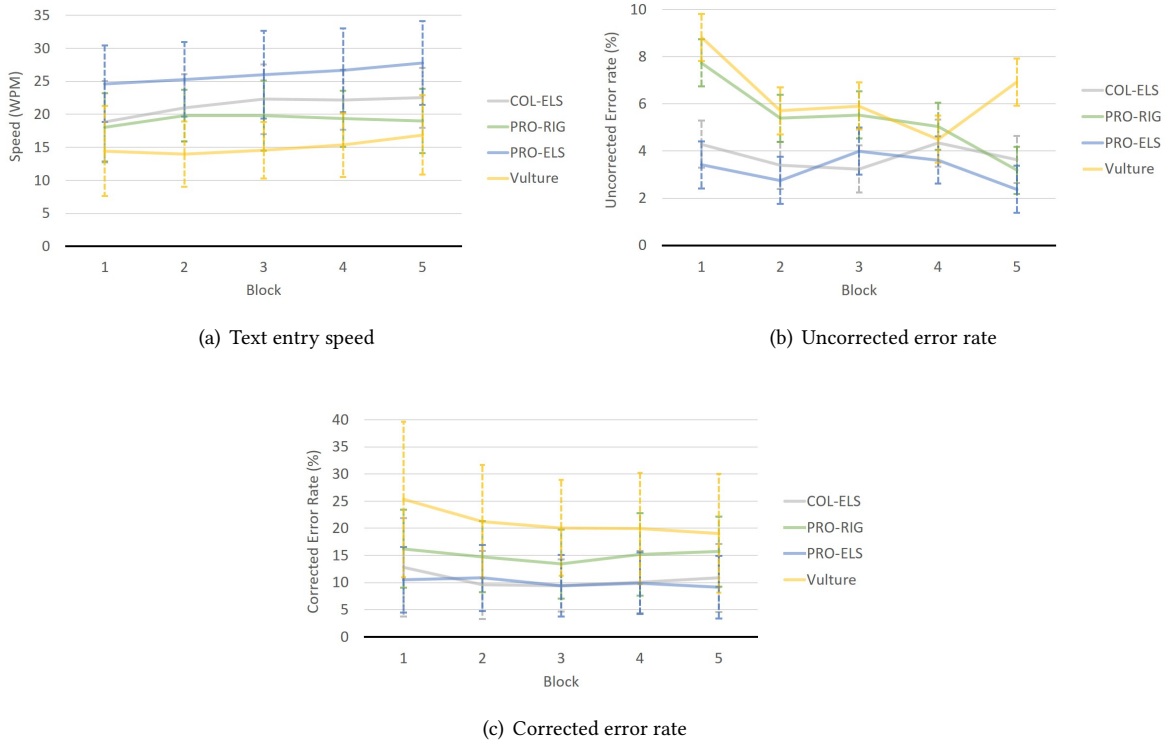 35
30
25
20
15
10
5
0
Speed (WPM)
1 2 3 4 5
Block
COL-ELS
PRO-RIG
PRO-ELS
Vulture
(a) Text entry speed
10
8
6
4
2
0
Uncorrected Error rate (%)
1 2 3 4 5
Block
COL-ELS
PRO-RIG
PRO-ELS
Vulture
(b) Uncorrected error rate
40
35
30
25
20
15
10
5
0
Corrected Error Rate (%)
1 2 3 4 5
Block
COL-ELS
PRO-RIG
PRO-ELS
Vulture
(c) Corrected error rate